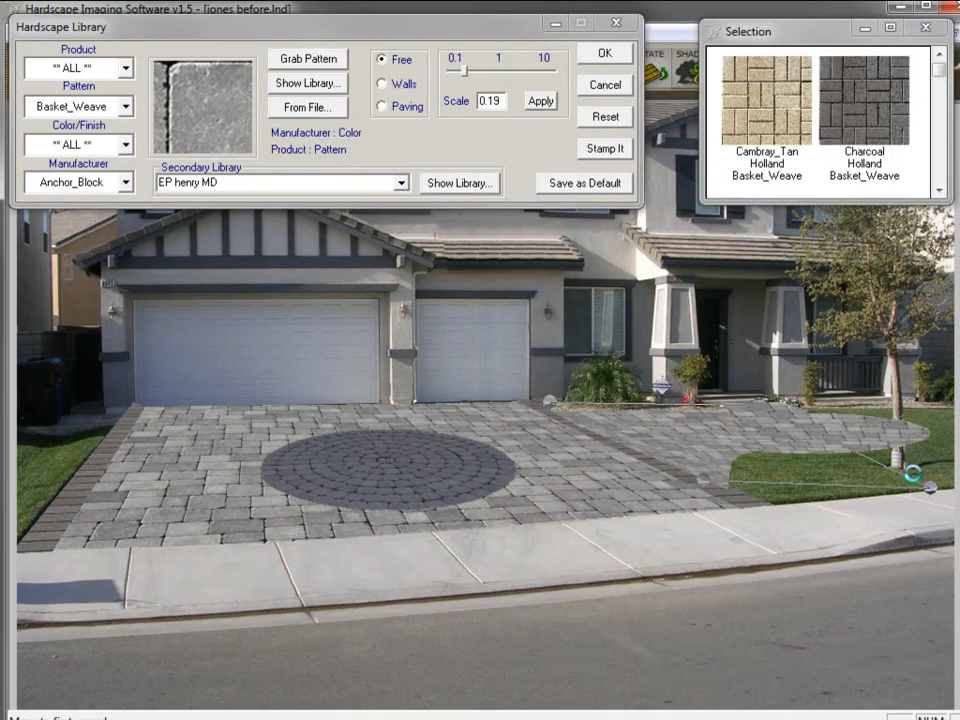 Hardscape Imaging Software v1.5 - [jones before.lnd]
Hardscape Library
Product
** ALL **
Pattern
Basket_Weave
Color/Finish
** ALL **
Manufacturer
Anchor_Block
Grab Pattern
Show Library...
From File...
Manufacturer : Color
Product : Pattern
Secondary Library
EP henry MD
Show Library...
Free
Walls
Paving
0.1 1 10
Scale 0.19 Apply
Save as Default
OK
Cancel
Reset
Stamp It
Selection
Cambray_Tan
Holland
Basket_Weave
Charcoal
Holland
Basket_Weave
NUM